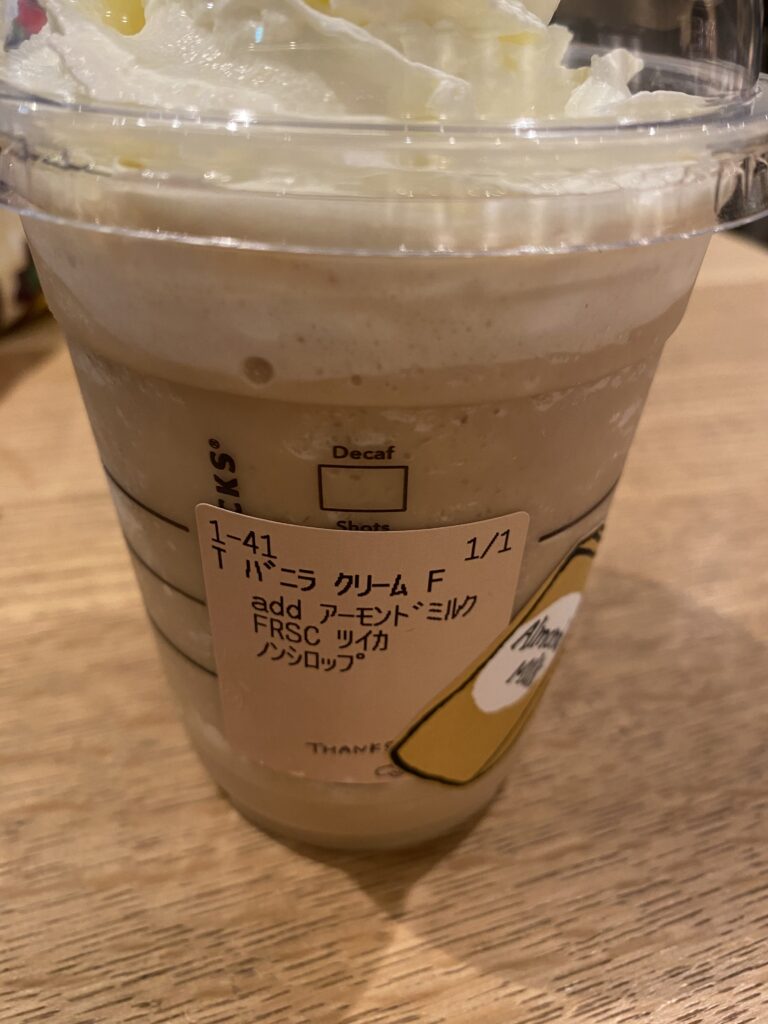 Decaf
CKS®
Shots
1-41 1/1
T バニラ クリーム F
add アーモンドミルク
FRSC ツイカ
ノンシロップ
Milk
THANKS